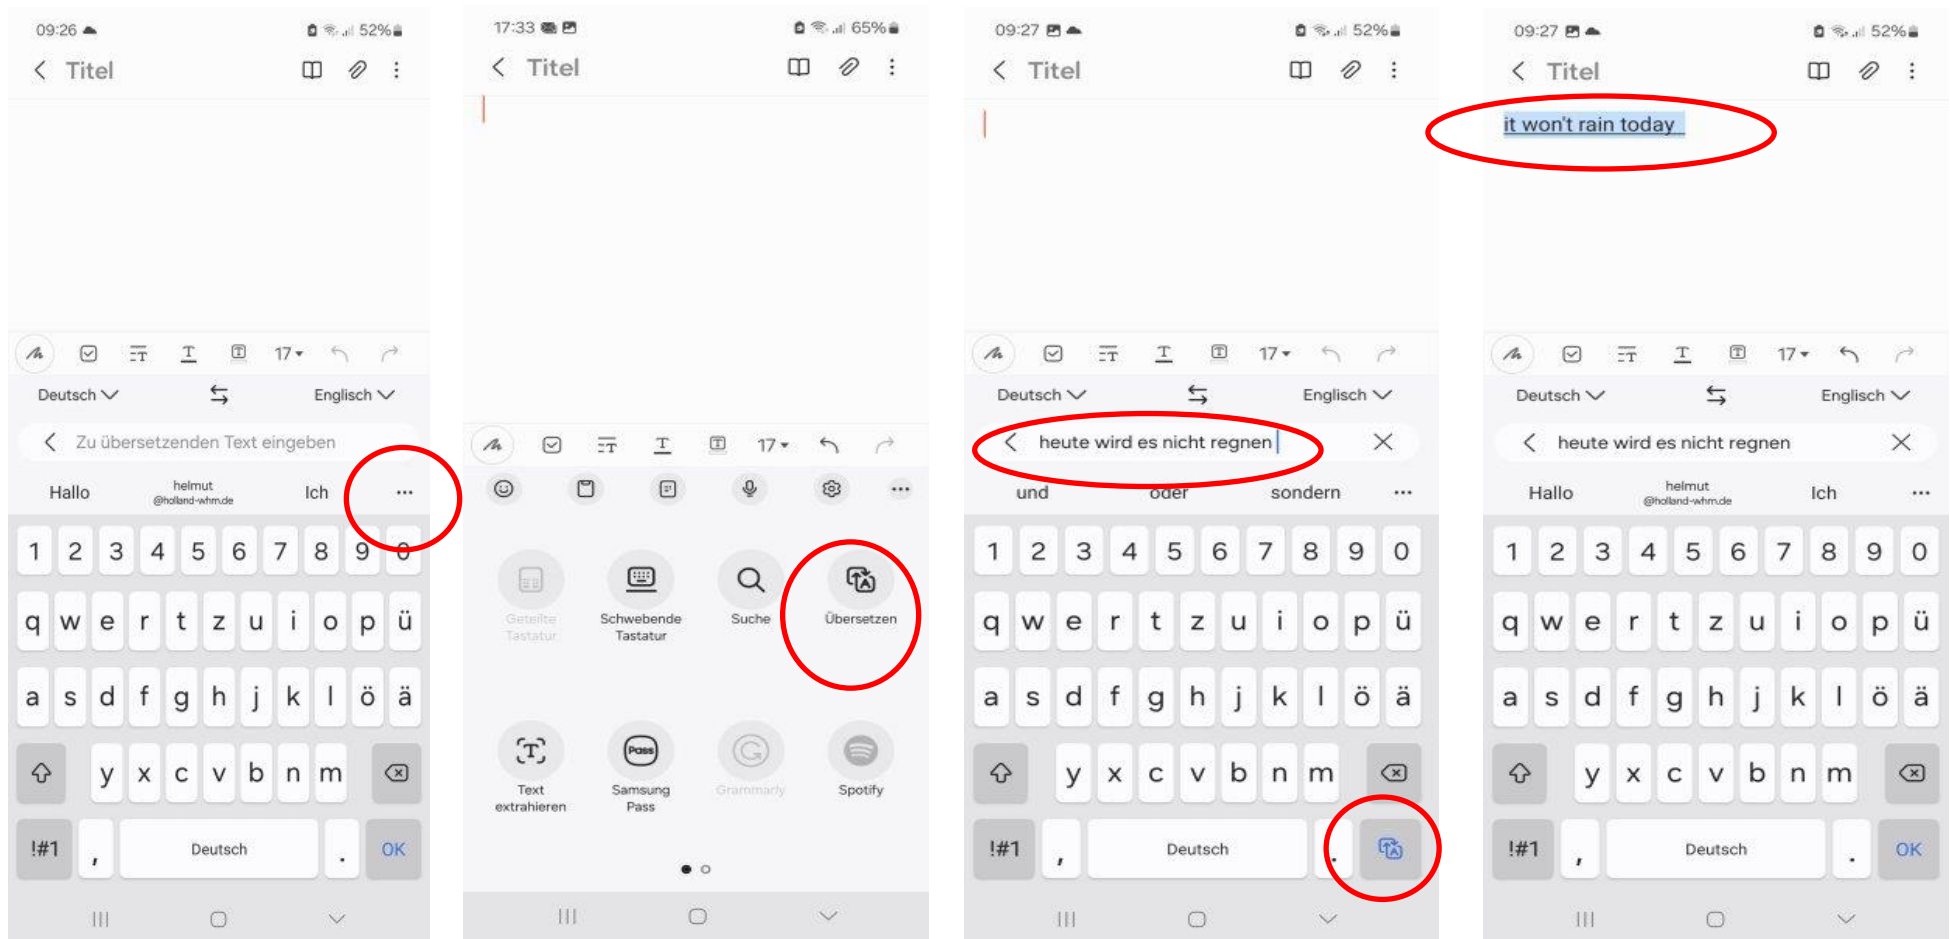 09:26
52%
Titel
17
Deutsch
Englisch
Zu übersetzenden Text eingeben
Hallo
helmut
@holland-whm.de
Ich
...
1 2 3 4 5 6 7 8 9 0
q w e r t z u i o p ü
a s d f g h j k l ö ä
y x c v b n m
!#1 , Deutsch . OK
17:33
65%
Titel
T
17
...
Geteilte
Tastatur
Schwebende
Tastatur
Suche
Übersetzen
Text
extrahieren
Pass
Samsung
Pass
Grammarly
Spotify
09:27
52%
Titel
17
Deutsch
Englisch
heute wird es nicht regnen
und
oder
sondern
...
1 2 3 4 5 6 7 8 9 0
q w e r t z u i o p ü
a s d f g h j k l ö ä
y x c v b n m
!#1 , Deutsch .
09:27
52%
Titel
it won't rain today
17
Deutsch
Englisch
heute wird es nicht regnen
Hallo
helmut
@holland-whm.de
Ich
...
1 2 3 4 5 6 7 8 9 0
q w e r t z u i o p ü
a s d f g h j k l ö ä
y x c v b n m
!#1 , Deutsch . OK